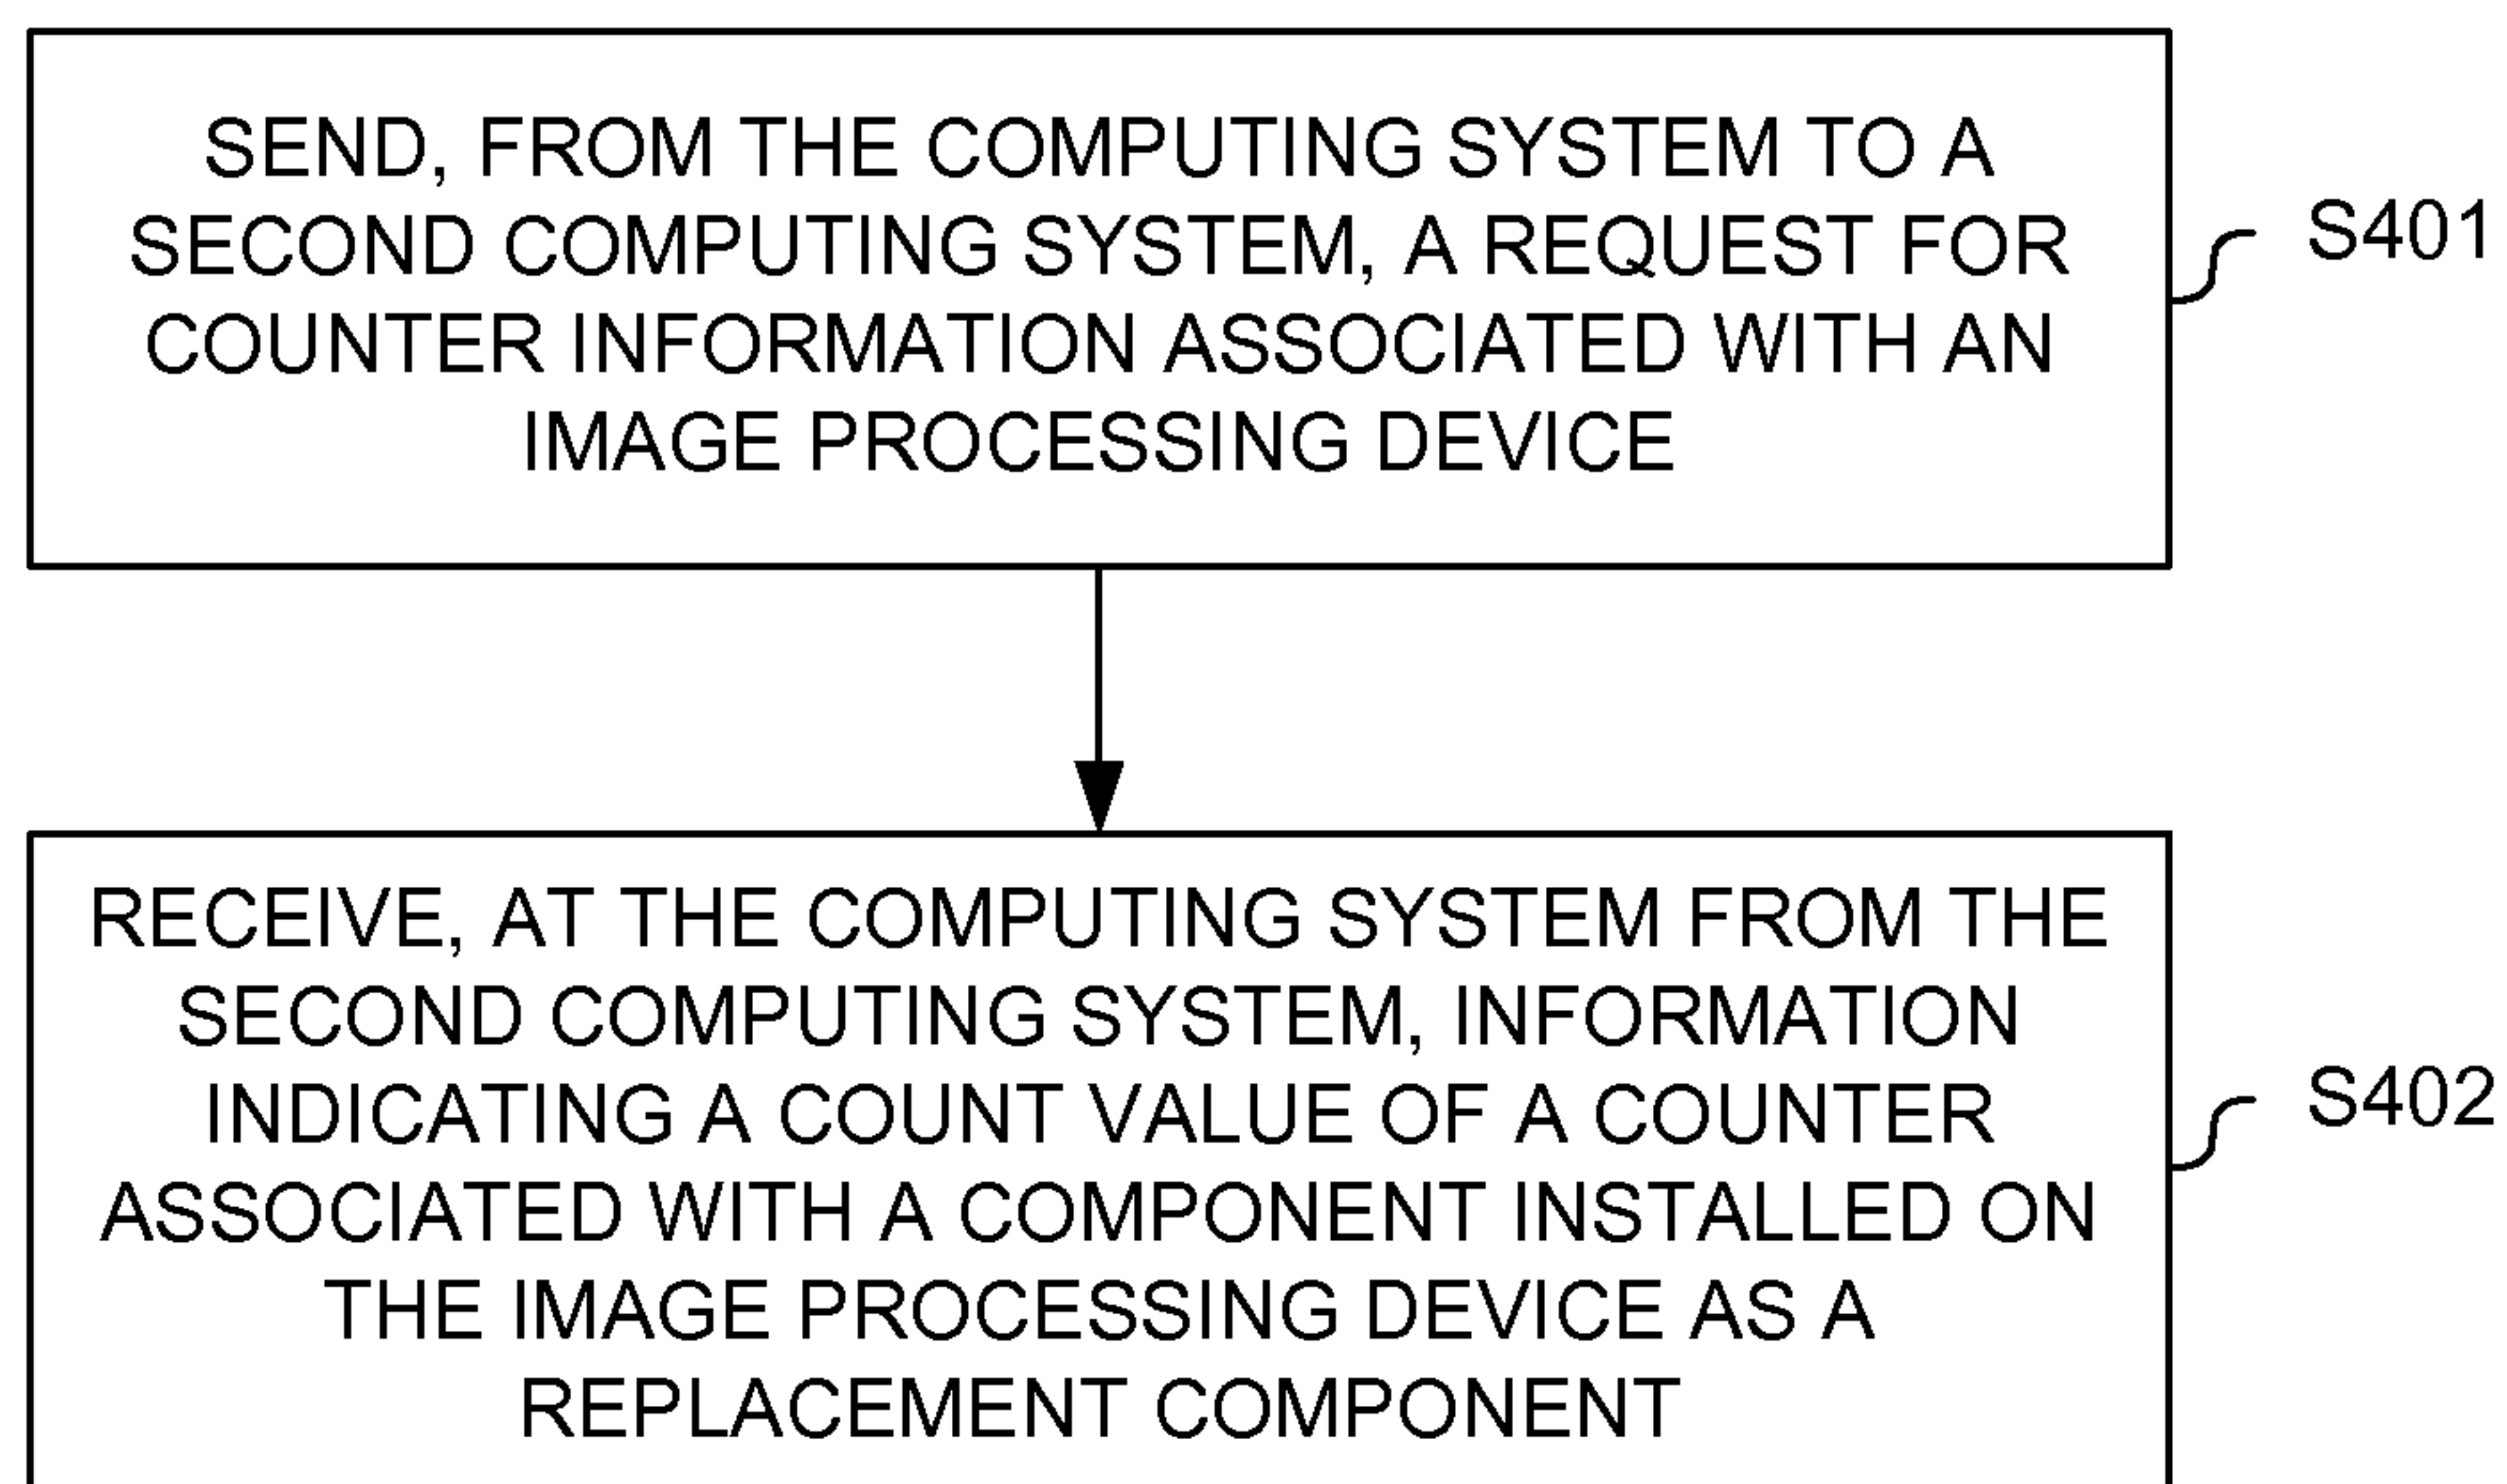 SEND, FROM THE COMPUTING SYSTEM TO A
SECOND COMPUTING SYSTEM, A REQUEST FOR
COUNTER INFORMATION ASSOCIATED WITH AN
IMAGE PROCESSING DEVICE
S401
RECEIVE, AT THE COMPUTING SYSTEM FROM THE
SECOND COMPUTING SYSTEM, INFORMATION
INDICATING A COUNT VALUE OF A COUNTER
ASSOCIATED WITH A COMPONENT INSTALLED ON
THE IMAGE PROCESSING DEVICE AS A
REPLACEMENT COMPONENT
S402